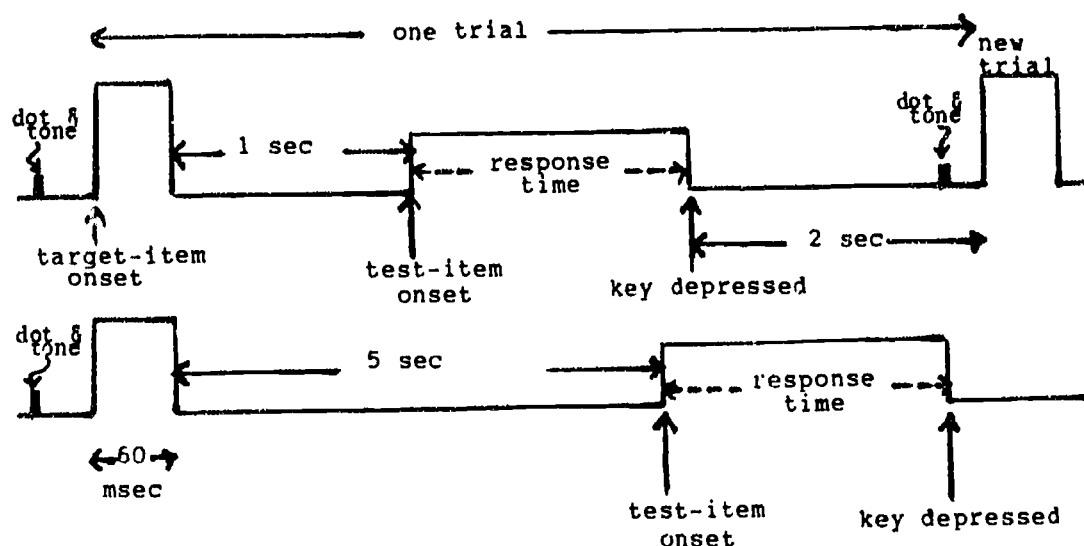 one trial
new
trial
dot &
tone
dot &
tone
1 sec
response
time
2 sec
target-item
onset
test-item
onset
key depressed
dot &
tone
5 sec
response
time
60
msec
test-item
onset
key depressed